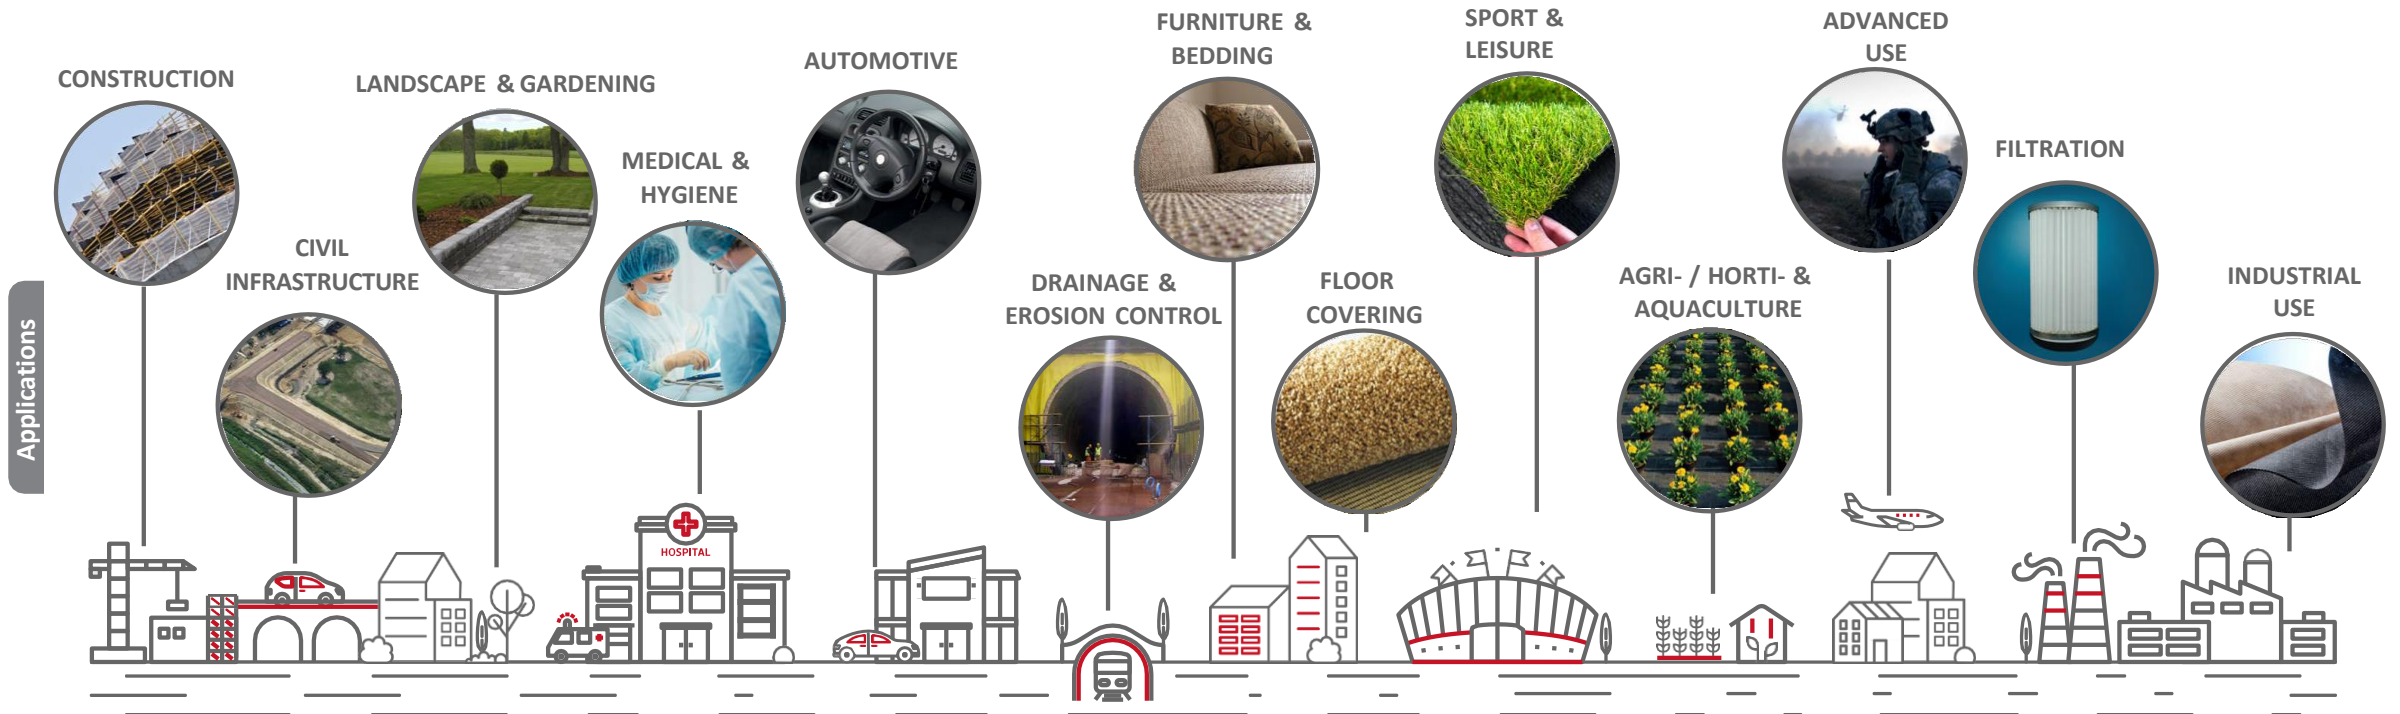 Applications
CONSTRUCTION
CIVIL
INFRASTRUCTURE
LANDSCAPE & GARDENING
MEDICAL &
HYGIENE
AUTOMOTIVE
DRAINAGE &
EROSION CONTROL
FURNITURE &
BEDDING
FLOOR
COVERING
SPORT &
LEISURE
AGRI- / HORTI- &
AQUACULTURE
ADVANCED
USE
FILTRATION
INDUSTRIAL
USE
HOSPITAL